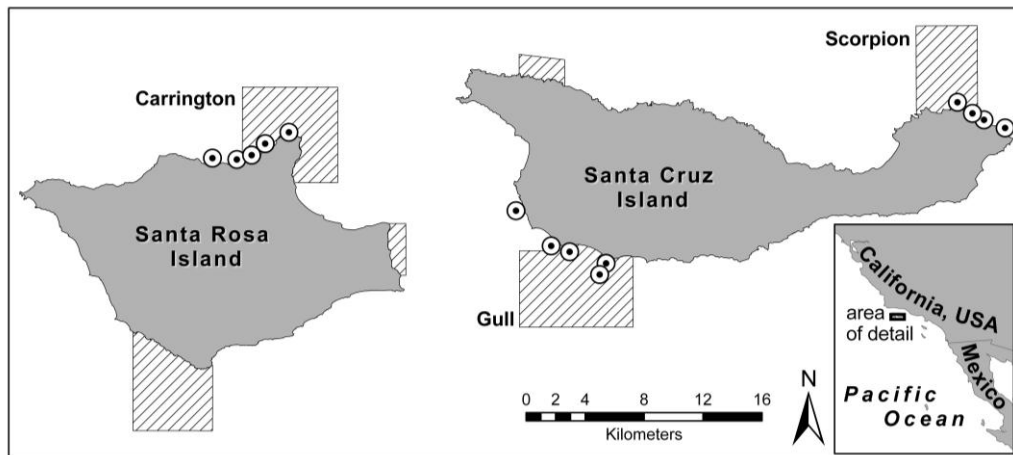 Scorpion
Carrington
Santa Cruz
Island
Santa Rosa
Island
Gull
California, USA
area
of detail
Mexico
Pacific
Ocean
N
0 2 4 8 12 16
Kilometers